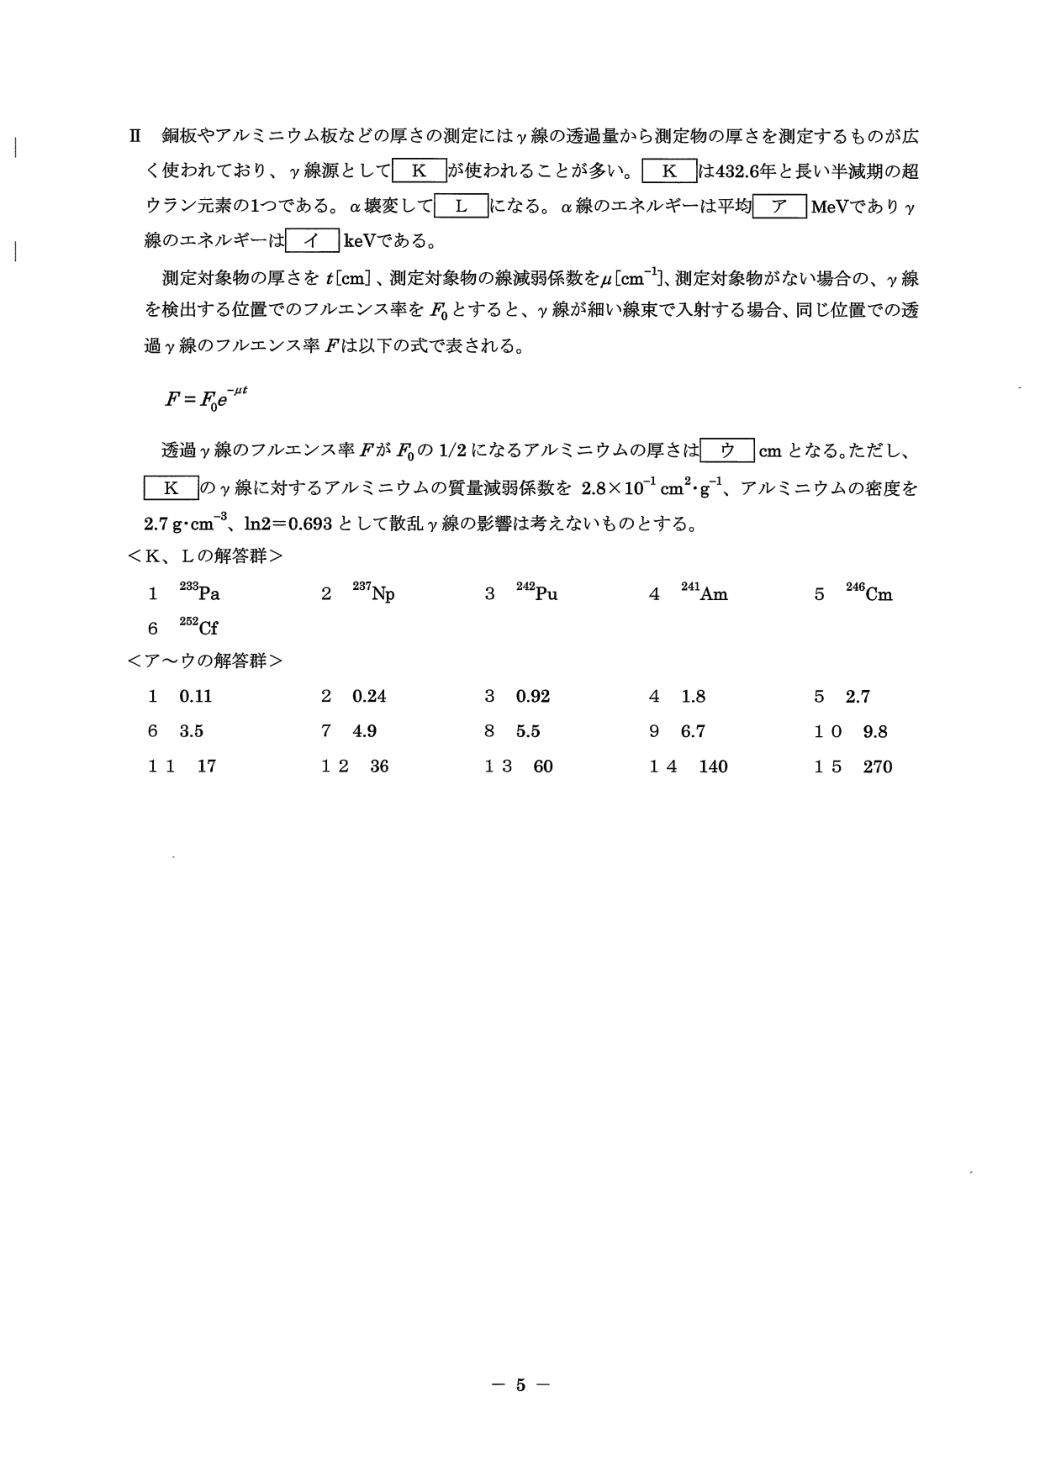 Ⅱ 銅板やアルミニウム板などの厚さの測定にはγ線の透過量から測定物の厚さを測定するものが広
く使われており、γ線源として K が使われることが多い。 K は432.6年と長い半減期の超
ウラン元素の1つである。α壊変して L になる。α線のエネルギーは平均 ア MeVでありγ
線のエネルギーは イ keVである。
測定対象物の厚さを t[cm]、測定対象物の線減弱係数をμ[cm⁻¹]、測定対象物がない場合の、γ線
を検出する位置でのフルエンス率を F₀とすると、γ線が細い線束で入射する場合、同じ位置での透
過γ線のフルエンス率 Fは以下の式で表される。
F=F₀e^{-μt}
透過γ線のフルエンス率 Fが F₀の 1/2 になるアルミニウムの厚さは ウ cm となる。ただし、
K のγ線に対するアルミニウムの質量減弱係数を 2.8×10⁻¹ cm²·g⁻¹、アルミニウムの密度を
2.7 g·cm⁻³、ln2=0.693 として散乱γ線の影響は考えないものとする。
<K、Lの解答群>
1 ²³³Pa 2 ²³⁷Np 3 ²⁴²Pu 4 ²⁴¹Am 5 ²⁴⁶Cm
6 ²⁵²Cf
<ア~ウの解答群>
1 0.11 2 0.24 3 0.92 4 1.8 5 2.7
6 3.5 7 4.9 8 5.5 9 6.7 10 9.8
11 17 12 36 13 60 14 140 15 270
― 5 ―